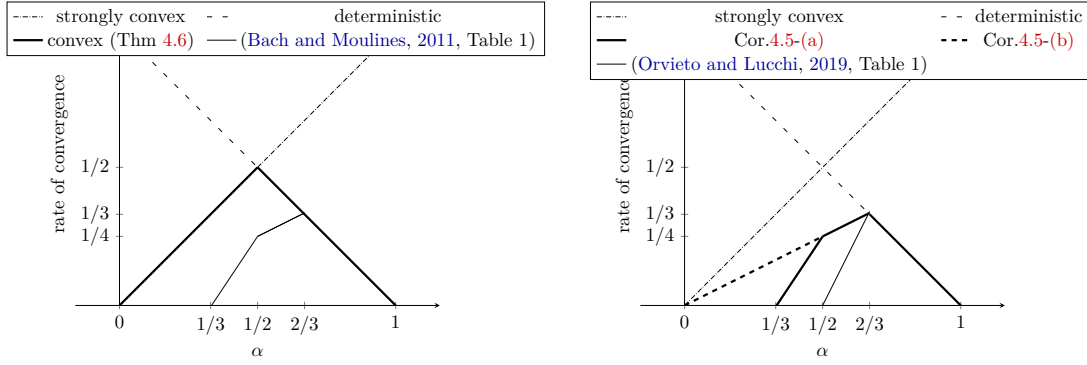 strongly convex deterministic
convex (Thm 4.6) (Bach and Moulines, 2011, Table 1)
rate of convergence
1/2
1/3
1/4
0 1/3 1/2 2/3 1
α
strongly convex deterministic
Cor.4.5-(a) Cor.4.5-(b)
(Orvieto and Lucchi, 2019, Table 1)
rate of convergence
1/2
1/3
1/4
0 1/3 1/2 2/3 1
α